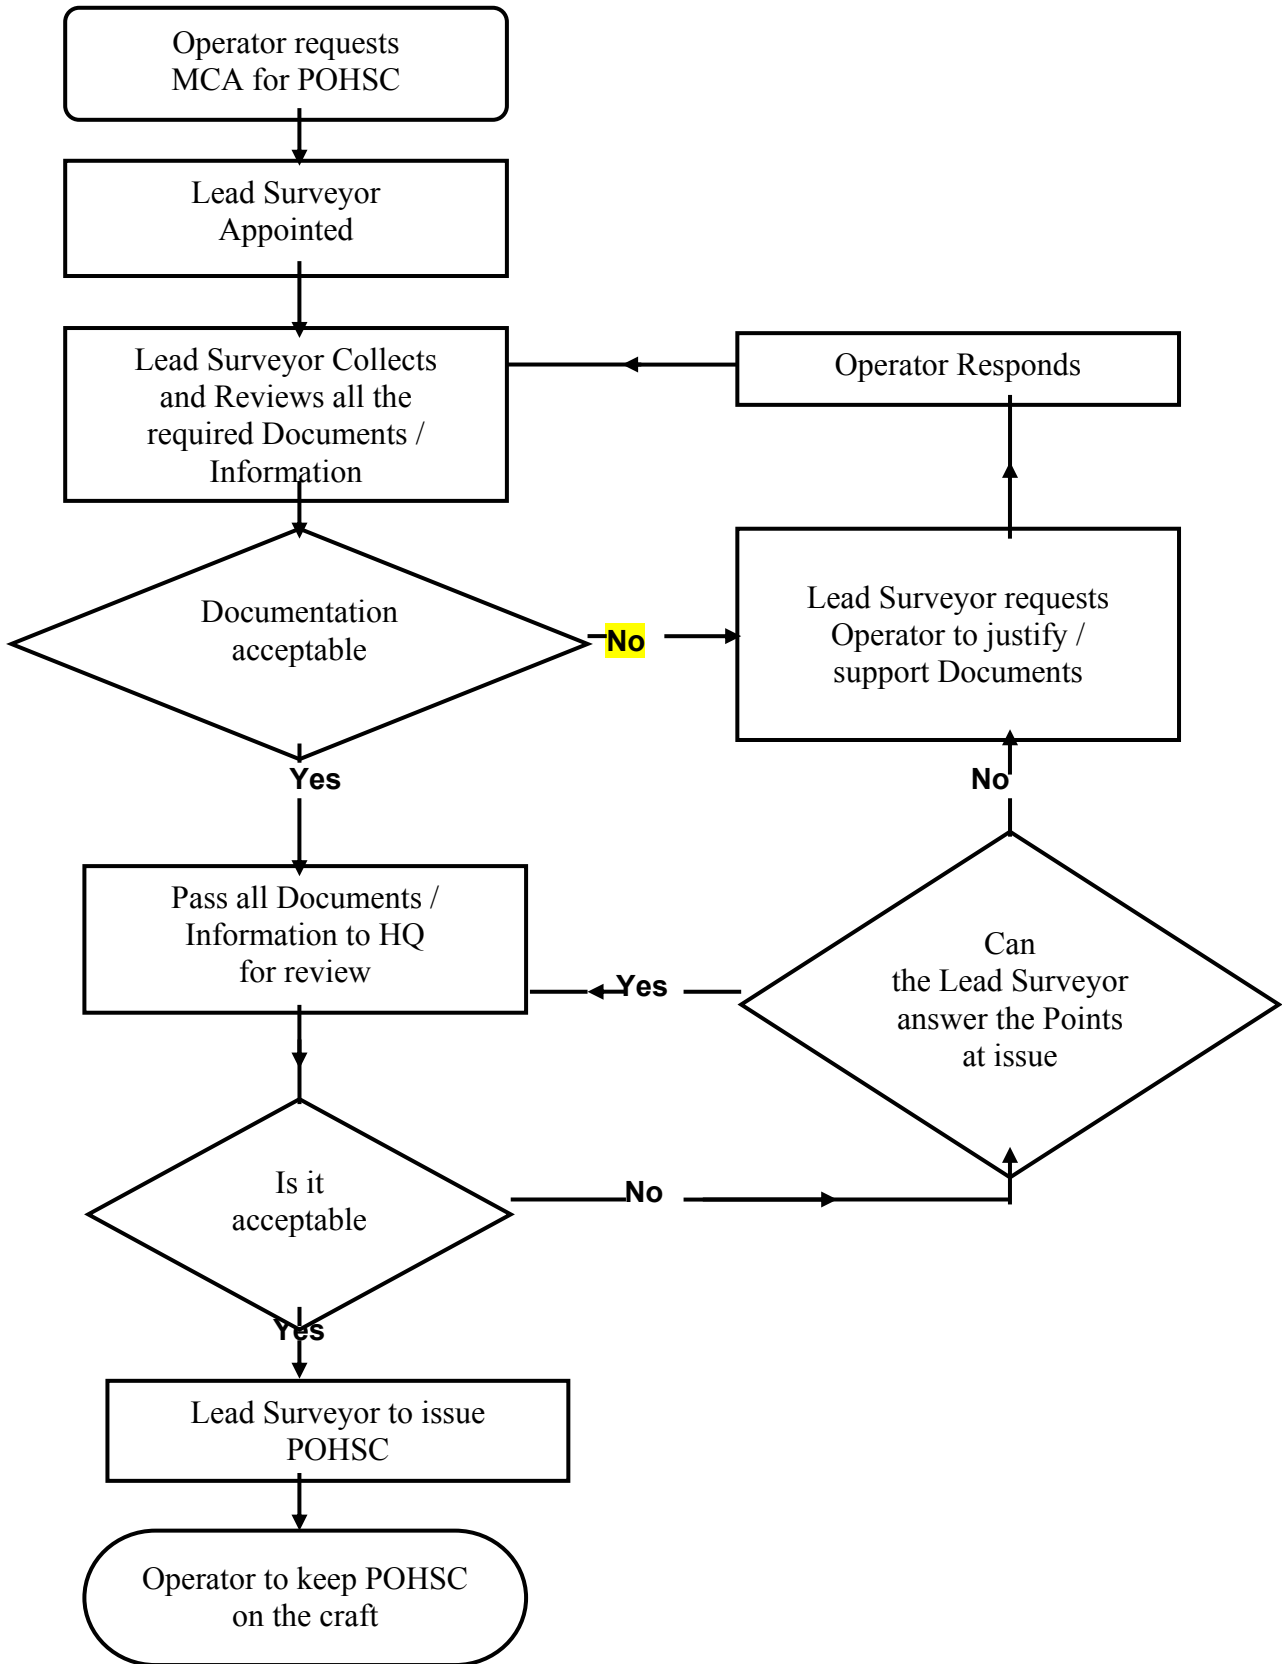 Operator requests
MCA for POHSC
Lead Surveyor
Appointed
Lead Surveyor Collects
and Reviews all the
required Documents /
Information
Operator Responds
Documentation
acceptable
No
Lead Surveyor requests
Operator to justify /
support Documents
Yes
No
Pass all Documents /
Information to HQ
for review
Yes
Can
the Lead Surveyor
answer the Points
at issue
Is it
acceptable
No
Yes
Lead Surveyor to issue
POHSC
Operator to keep POHSC
on the craft